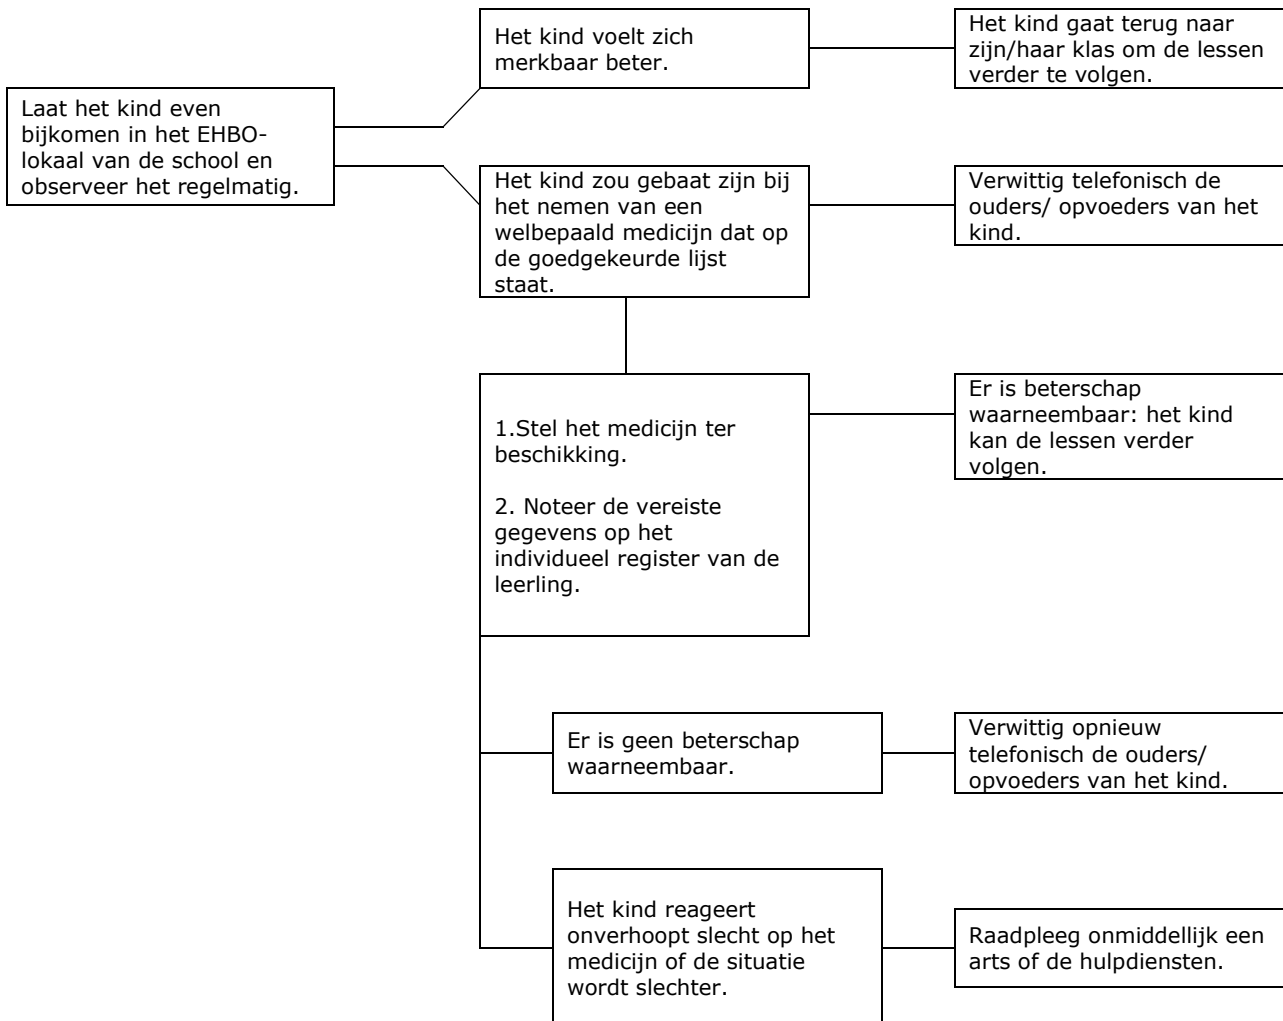 Het kind voelt zich
merkbaar beter.
Het kind gaat terug naar
zijn/haar klas om de lessen
verder te volgen.
Laat het kind even
bijkomen in het EHBO-
lokaal van de school en
observeer het regelmatig.
Het kind zou gebaat zijn bij
het nemen van een
welbepaald medicijn dat op
de goedgekeurde lijst
staat.
Verwittig telefonisch de
ouders/ opvoeders van het
kind.
1.Stel het medicijn ter
beschikking.
2. Noteer de vereiste
gegevens op het
individueel register van de
leerling.
Er is beterschap
waarneembaar: het kind
kan de lessen verder
volgen.
Er is geen beterschap
waarneembaar.
Verwittig opnieuw
telefonisch de ouders/
opvoeders van het kind.
Het kind reageert
onverhoopt slecht op het
medicijn of de situatie
wordt slechter.
Raadpleeg onmiddellijk een
arts of de hulpdiensten.